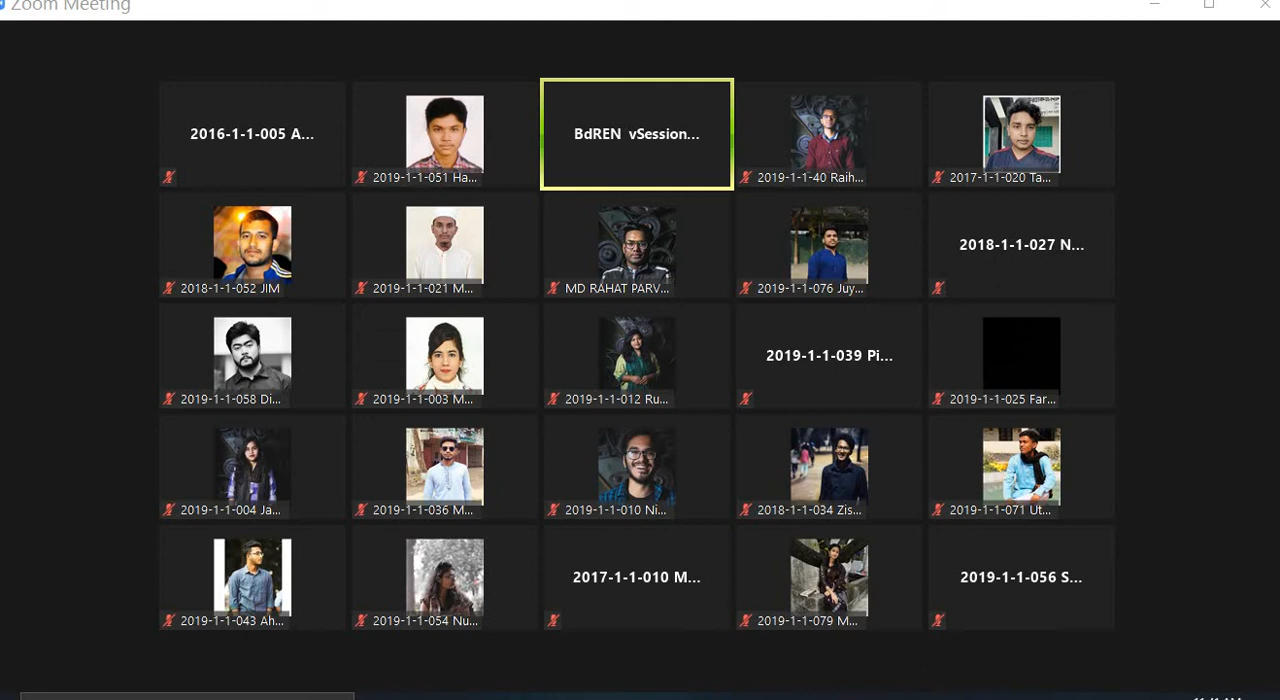 Zoom Meeting
2016-1-1-005 A...
2019-1-1-051 Ha...
BdREN vSession...
2019-1-1-40 Raih...
2017-1-1-020 Ta...
2018-1-1-052 JIM
2019-1-1-021 M...
MD RAHAT PARV...
2019-1-1-076 Juy...
2018-1-1-027 N...
2019-1-1-058 Di...
2019-1-1-003 M...
2019-1-1-012 Ru...
2019-1-1-039 Pi...
2019-1-1-025 Far...
2019-1-1-004 Ja...
2019-1-1-036 M...
2019-1-1-010 Ni...
2018-1-1-034 Zis...
2019-1-1-071 Ut...
2019-1-1-043 Ah...
2019-1-1-054 Nu...
2017-1-1-010 M...
2019-1-1-079 M...
2019-1-1-056 S...